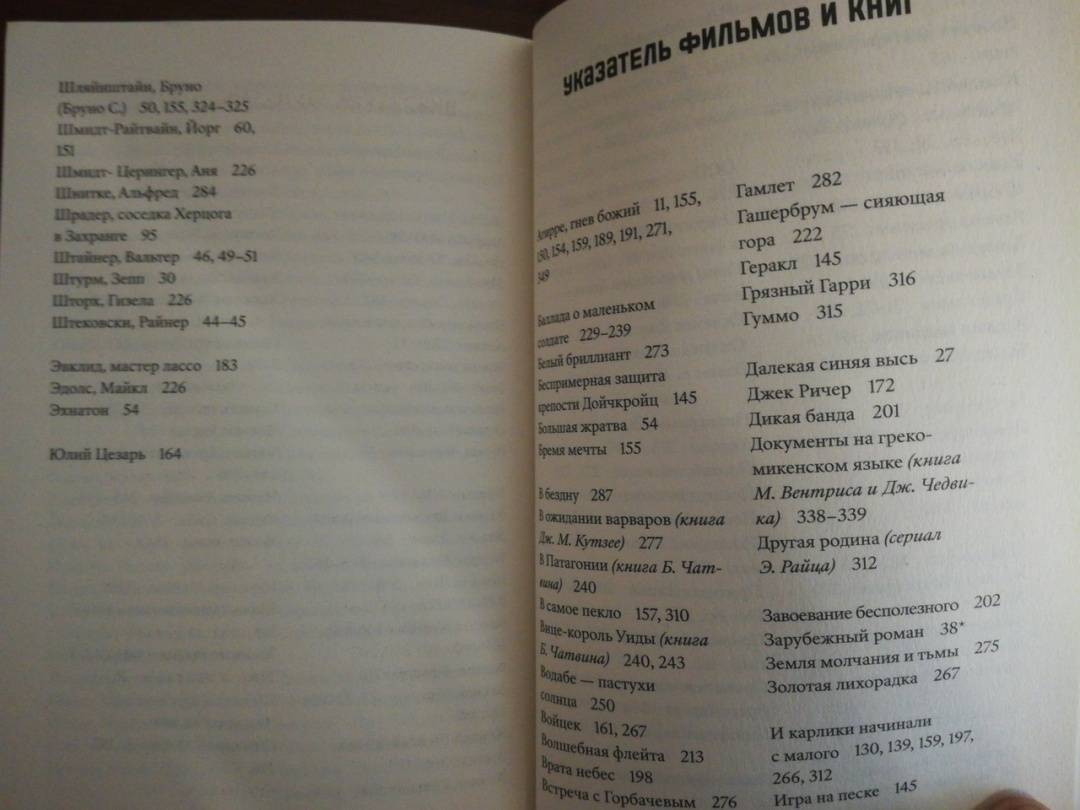 Шляйнштайн, Бруно
(Бруно С.) 50, 155, 324–325
Шмидт-Райтвайн, Йорг 60,
151
Шмидт- Церингер, Аня 226
Шнитке, Альфред 284
Шрадер, соседка Херцога
в Захранге 95
Штайнер, Вальтер 46, 49–51
Штурм, Зепп 30
Шторх, Гизела 226
Штековски, Райнер 44–45
Эвклид, мастер лассо 183
Эдолс, Майкл 226
Эхнатон 54
Юлий Цезарь 164
указатель фильмов и книг
Агирре, гнев божий 11, 155,
150, 154, 159, 189, 191, 271,
349
Баллада о маленьком
солдате 229–239
Белый бриллиант 273
Беспримерная защита
крепости Дойчкройц 145
Большая жратва 54
Бремя мечты 155
В бездну 287
В ожидании варваров (книга
Дж. М. Кутзее) 277
В Патагонии (книга Б. Чат-
вина) 240
В самое пекло 157, 310
Вице-король Уиды (книга
Б. Чатвина) 240, 243
Водабе — пастухи
солнца 250
Войцек 161, 267
Волшебная флейта 213
Врата небес 198
Встреча с Горбачевым 276
Гамлет 282
Гашербрум — сияющая
гора 222
Геракл 145
Грязный Гарри 316
Гуммо 315
Далекая синяя высь 27
Джек Ричер 172
Дикая банда 201
Документы на греко-
микенском языке (книга
М. Вентриса и Дж. Чедви-
ка) 338–339
Другая родина (сериал
Э. Райца) 312
Завоевание бесполезного 202
Зарубежный роман 38*
Земля молчания и тьмы 275
Золотая лихорадка 267
И карлики начинали
с малого 130, 139, 159, 197,
266, 312
Игра на песке 145